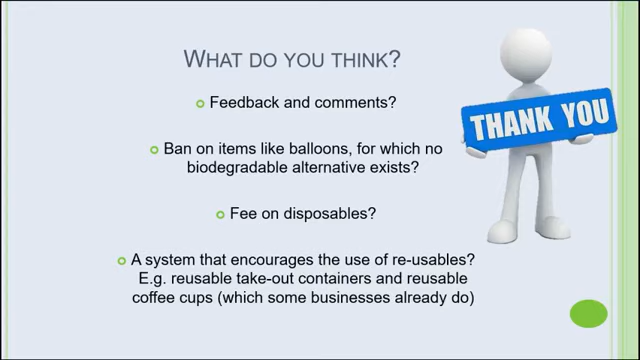 WHAT DO YOU THINK?
Feedback and comments?
Ban on items like balloons, for which no
biodegradable alternative exists?
Fee on disposables?
A system that encourages the use of re-usables?
E.g. reusable take-out containers and reusable
coffee cups (which some businesses already do)
THANK YOU